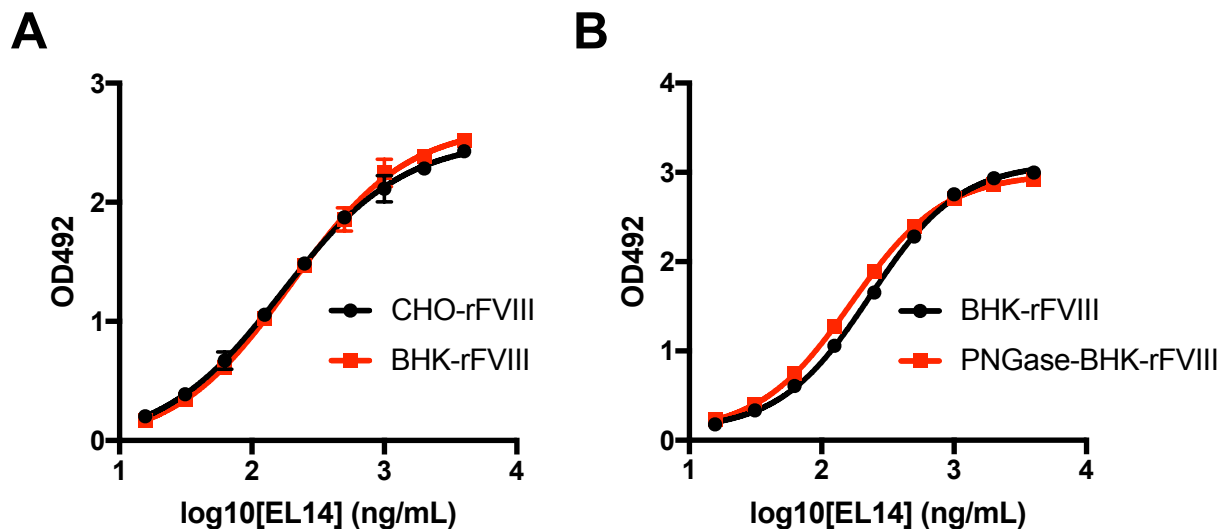 A
B
3
2
1
0
OD492
CHO-rFVIII
BHK-rFVIII
1
2
3
4
log10[EL14] (ng/mL)
4
3
2
1
0
OD492
BHK-rFVIII
PNGase-BHK-rFVIII
1
2
3
4
log10[EL14] (ng/mL)